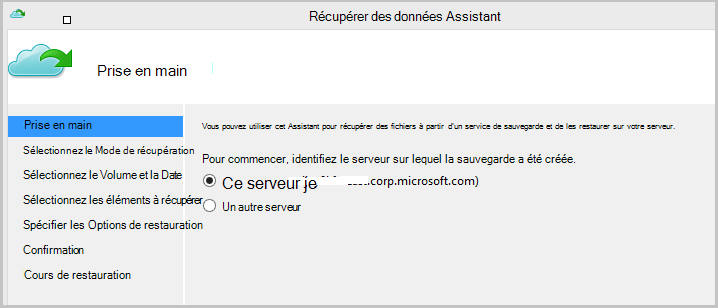 Récupérer des données Assistant
Prise en main
Prise en main
Vous pouvez utiliser cet Assistant pour récupérer des fichiers à partir d'un service de sauvegarde et de les restaurer sur votre serveur.
Sélectionnez le Mode de récupération
Pour commencer, identifiez le serveur sur lequel la sauvegarde a été créée.
Sélectionnez le Volume et la Date
Ce serveur je .corp.microsoft.com)
Sélectionnez les éléments à récupérer
Un autre serveur
Spécifier les Options de restauration
Confirmation
Cours de restauration